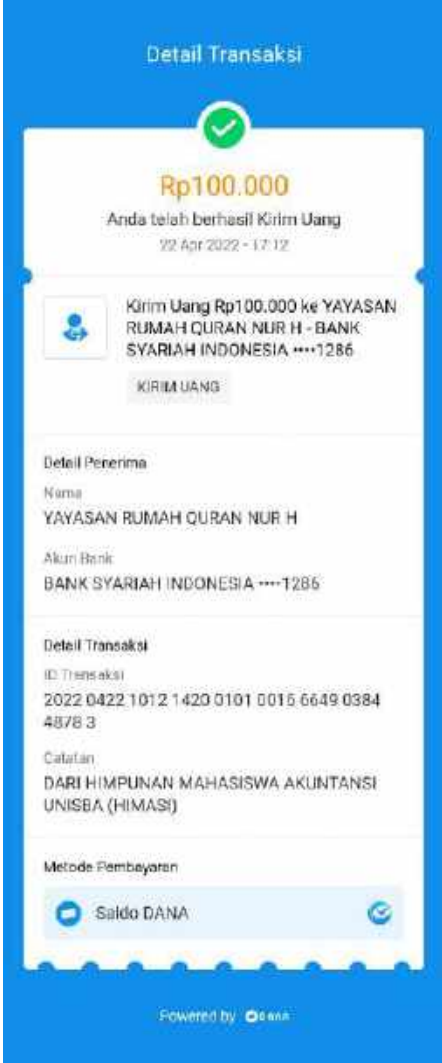 Detail Transaksi
Rp100.000
Anda telah berhasil Kirim Uang
22 Apr 2022 • 17:12
Kirim Uang Rp100.000 ke YAYASAN
RUMAH QURAN NUR H - BANK
SYARIAH INDONESIA ••••1286
KIRIM UANG
Detail Penerima
Nama
YAYASAN RUMAH QURAN NUR H
Akun Bank
BANK SYARIAH INDONESIA ••••1286
Detail Transaksi
ID Transaksi
2022 0422 1012 1420 0101 0016 6649 0384
4878 3
Catatan
DARI HIMPUNAN MAHASISWA AKUNTANSI
UNISBA (HIMASI)
Metode Pembayaran
Saldo DANA
Powered by DANA